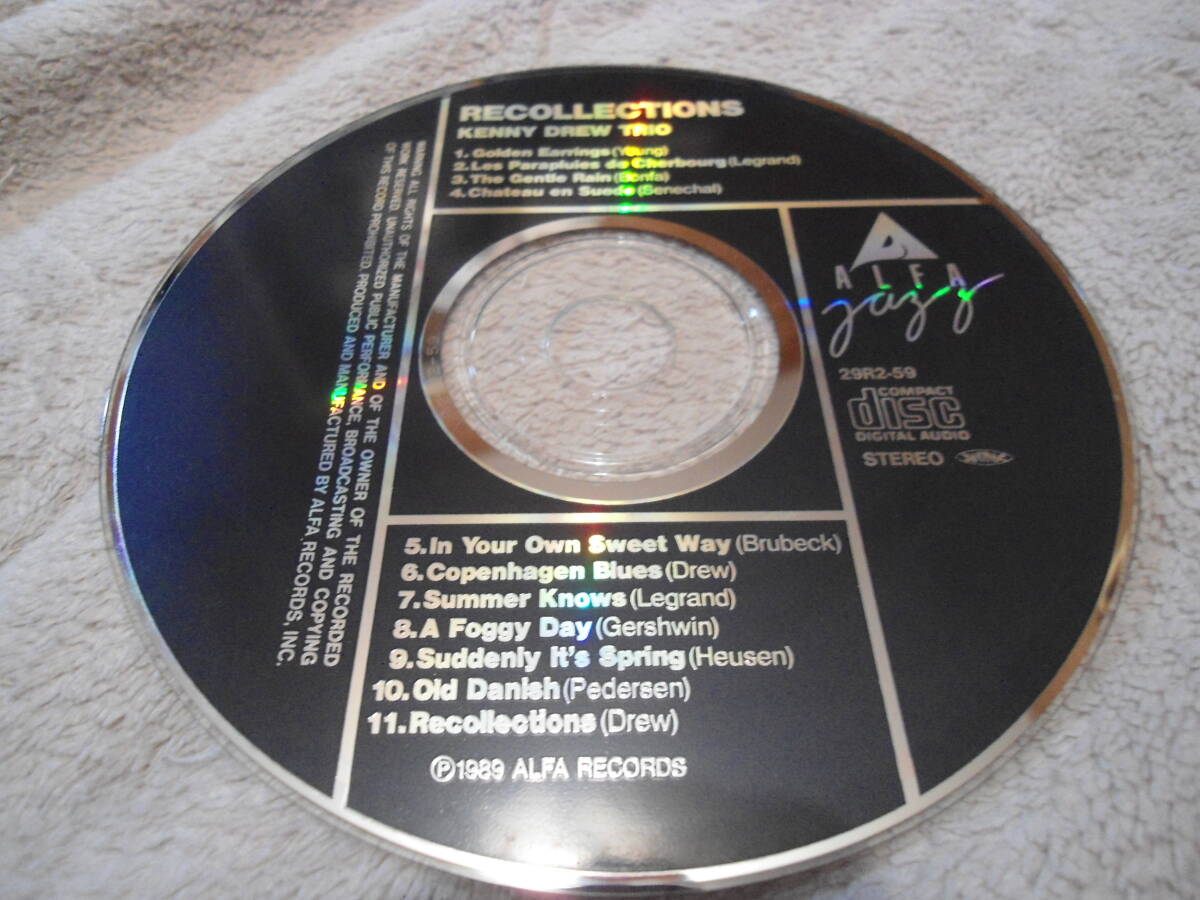 RECOLLECTIONS
KENNY DREW TRIO
1. Golden Earrings (Young)
2. Les Parapluies de Cherbourg (Legrand)
3. The Gentle Rain (Bonfa)
4. Chateau en Suede (Senechal)
ALFA
jazz
29R2-59
COMPACT
disc
DIGITAL AUDIO
STEREO
5. In Your Own Sweet Way (Brubeck)
6. Copenhagen Blues (Drew)
7. Summer Knows (Legrand)
8. A Foggy Day (Gershwin)
9. Suddenly It's Spring (Heusen)
10. Old Danish (Pedersen)
11. Recollections (Drew)
Ⓟ1989 ALFA RECORDS
WARNING: ALL RIGHTS OF THE MANUFACTURER AND OF THE OWNER OF THE RECORDED
WORK RESERVED. UNAUTHORIZED PUBLIC PERFORMANCE, BROADCASTING AND COPYING
OF THIS RECORD PROHIBITED. PRODUCED AND MANUFACTURED BY ALFA RECORDS, INC.